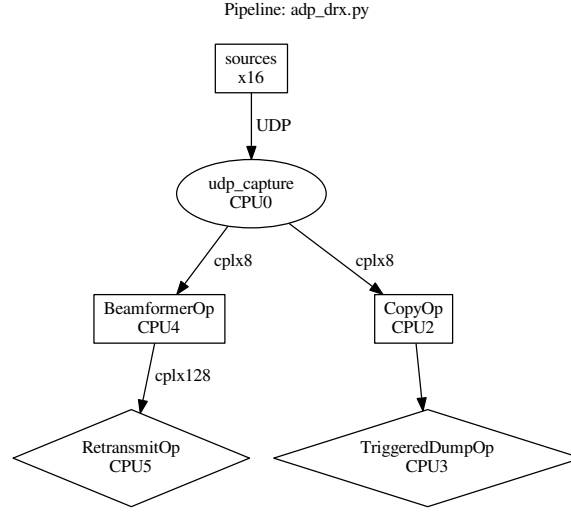 Pipeline: adp_drx.py
sources
x16
UDP
udp_capture
CPU0
cplx8
cplx8
BeamformerOp
CPU4
CopyOp
CPU2
cplx128
RetransmitOp
CPU5
TriggeredDumpOp
CPU3